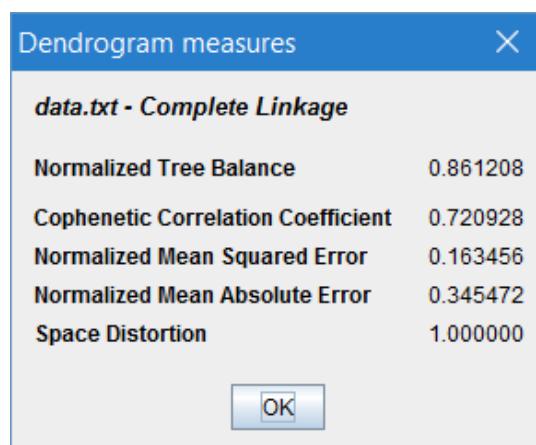 Dendrogram measures
data.txt - Complete Linkage
Normalized Tree Balance 0.861208
Cophenetic Correlation Coefficient 0.720928
Normalized Mean Squared Error 0.163456
Normalized Mean Absolute Error 0.345472
Space Distortion 1.000000
OK